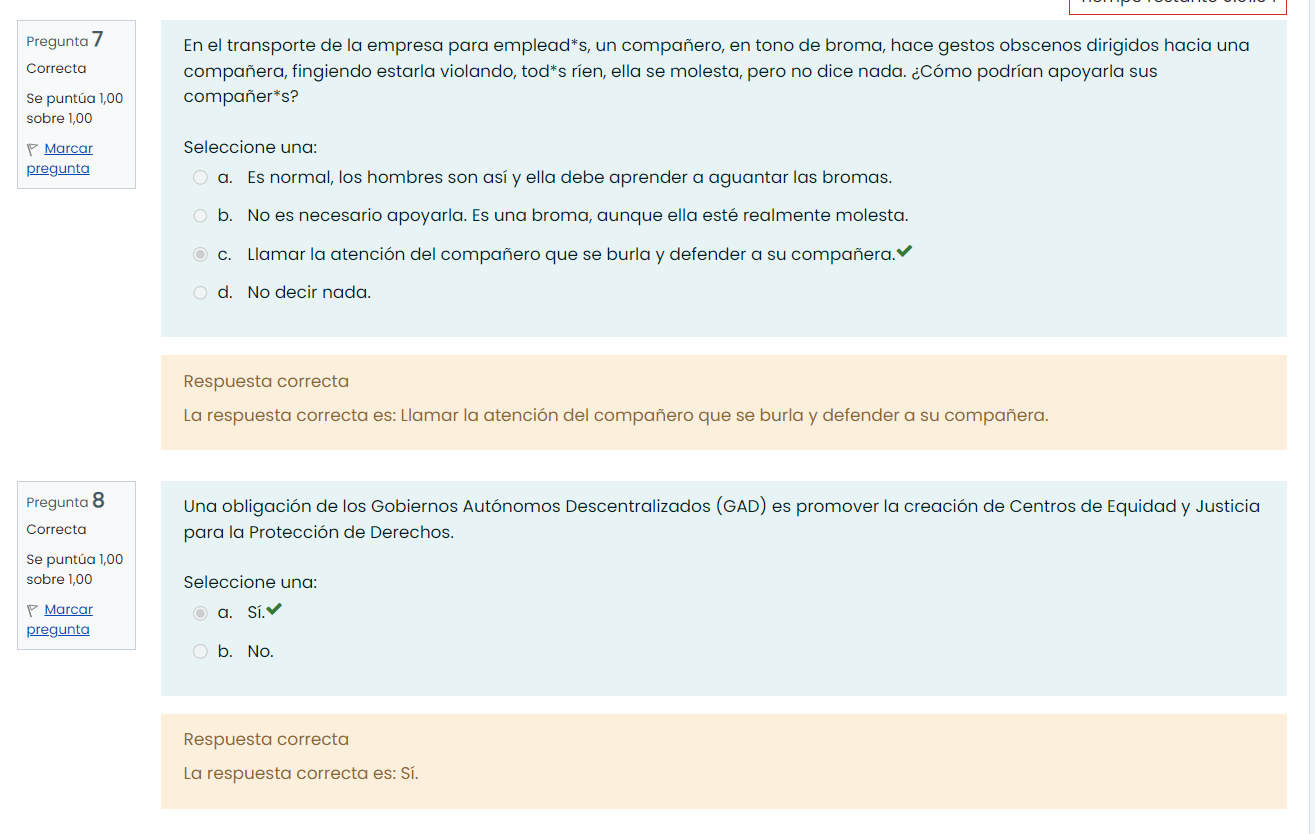 Pregunta 7
Correcta
Se puntúa 1,00
sobre 1,00
Marcar
pregunta
En el transporte de la empresa para emplead*s, un compañero, en tono de broma, hace gestos obscenos dirigidos hacia una
compañera, fingiendo estarla violando, tod*s ríen, ella se molesta, pero no dice nada. ¿Cómo podrían apoyarla sus
compañer*s?
Seleccione una:
a. Es normal, los hombres son así y ella debe aprender a aguantar las bromas.
b. No es necesario apoyarla. Es una broma, aunque ella esté realmente molesta.
c. Llamar la atención del compañero que se burla y defender a su compañera.
d. No decir nada.
Respuesta correcta
La respuesta correcta es: Llamar la atención del compañero que se burla y defender a su compañera.
Pregunta 8
Correcta
Se puntúa 1,00
sobre 1,00
Marcar
pregunta
Una obligación de los Gobiernos Autónomos Descentralizados (GAD) es promover la creación de Centros de Equidad y Justicia
para la Protección de Derechos.
Seleccione una:
a. Sí.
b. No.
Respuesta correcta
La respuesta correcta es: Sí.